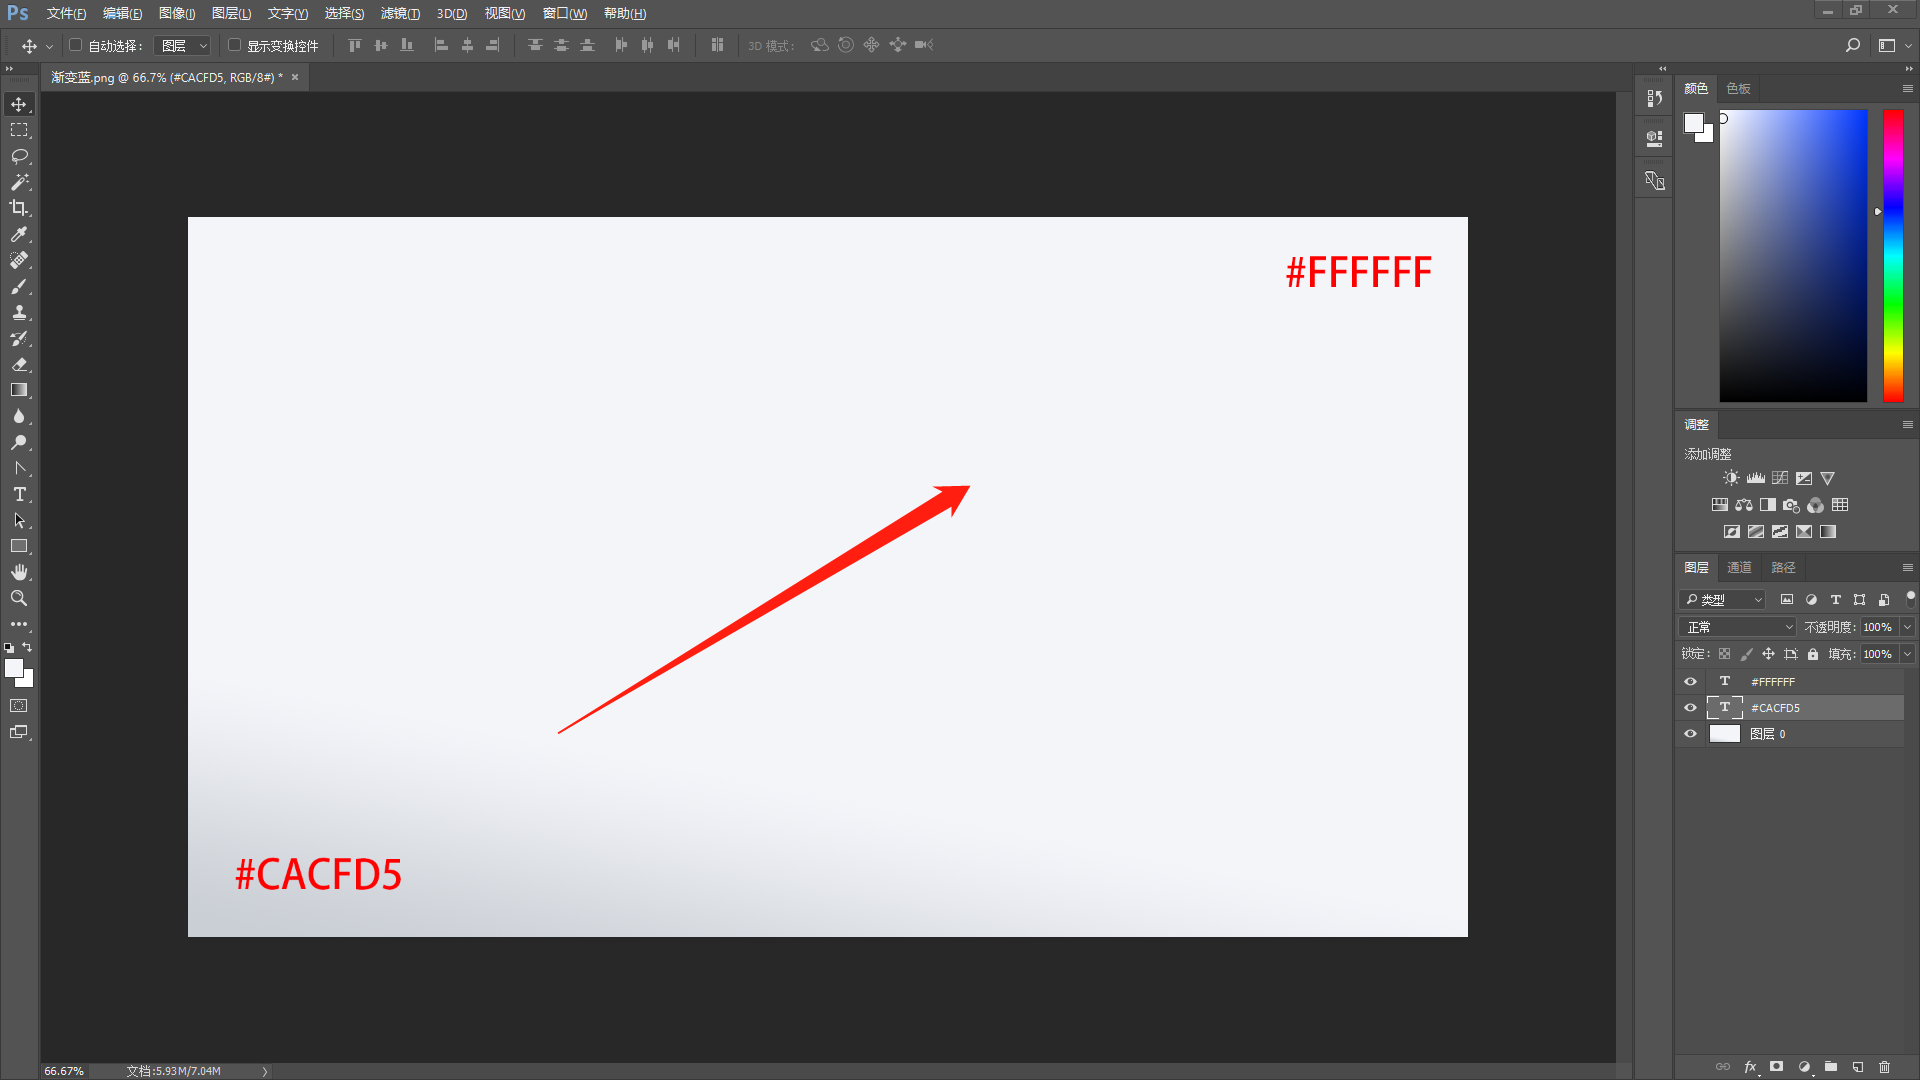 Ps 文件(F) 编辑(E) 图像(I) 图层(L) 文字(Y) 选择(S) 滤镜(T) 3D(D) 视图(V) 窗口(W) 帮助(H)
自动选择: 图层 显示变换控件 3D 模式:
渐变蓝.png @ 66.7% (#CACFD5, RGB/8#) * ×
颜色 色板
#FFFFFF
调整
添加调整
图层 通道 路径
类型
正常 不透明度: 100%
锁定: 填充: 100%
T #FFFFFF
T #CACFD5
图层 0
#CACFD5
66.67% 文档:5.93M/7.04M
fx